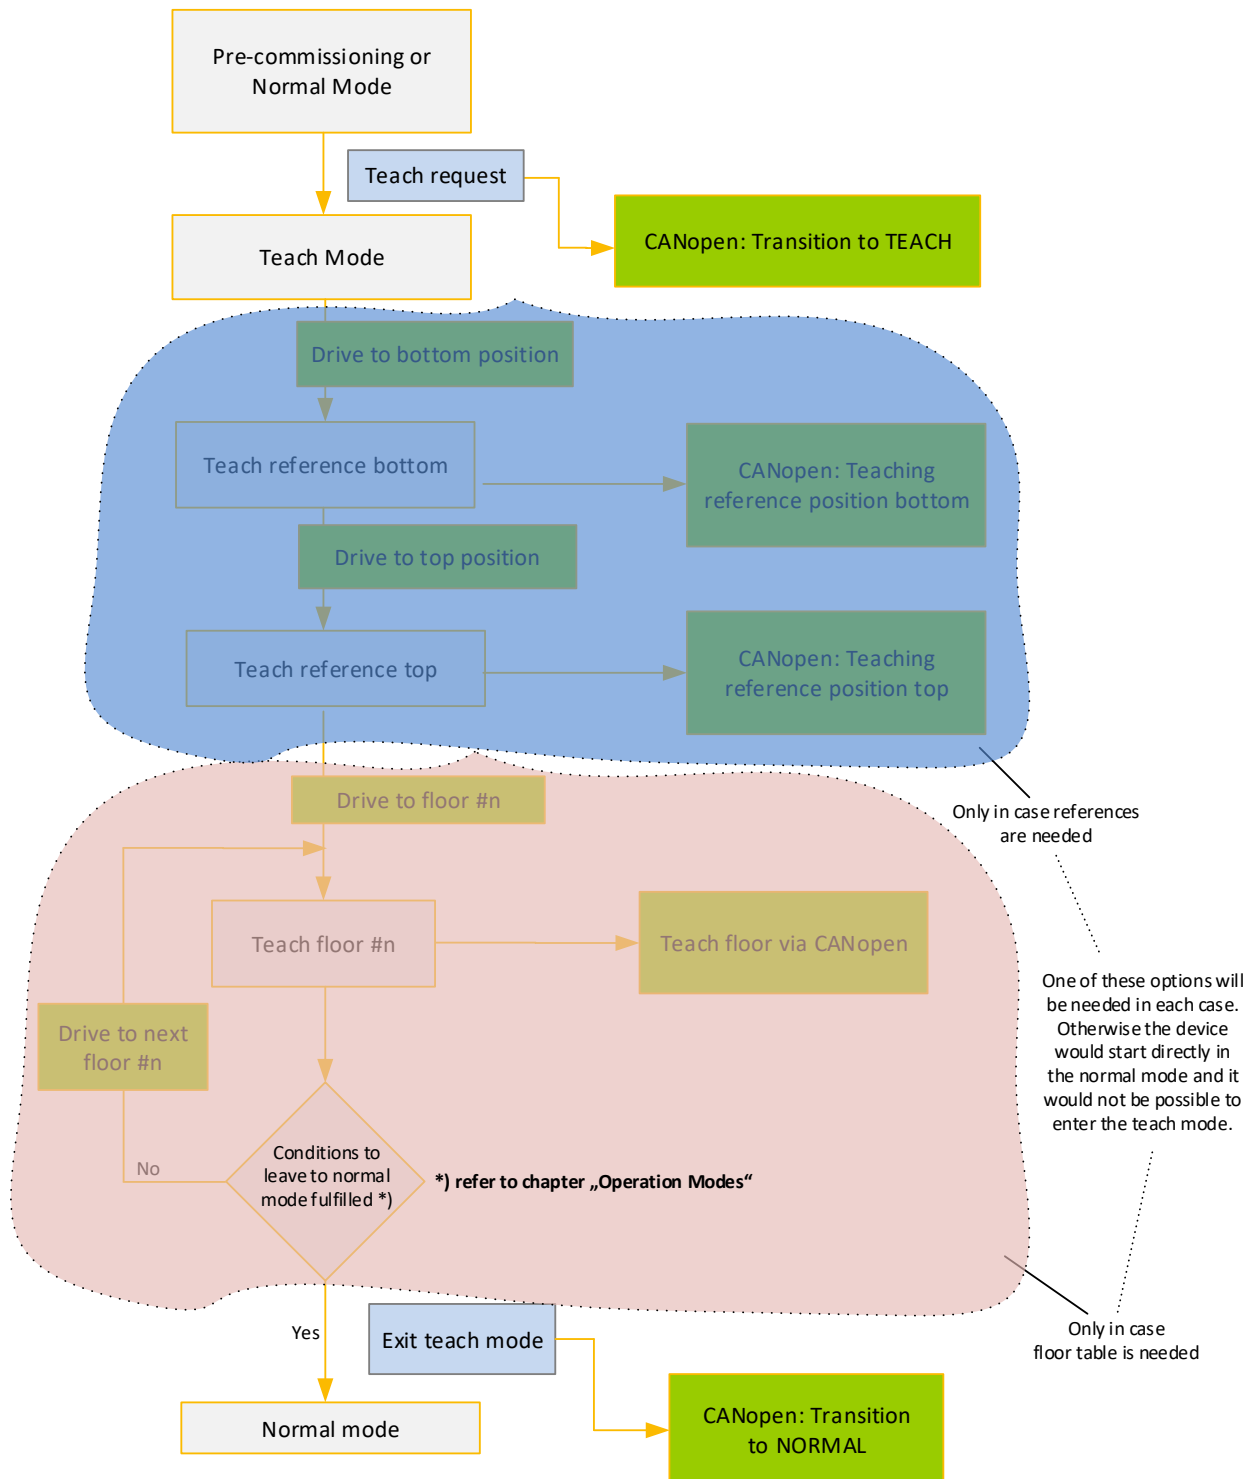 Pre-commissioning or
Normal Mode
Teach request
CANopen: Transition to TEACH
Teach Mode
Drive to bottom position
Teach reference bottom
CANopen: Teaching
reference position bottom
Drive to top position
Teach reference top
CANopen: Teaching
reference position top
Drive to floor #n
Only in case references
are needed
Teach floor #n
Teach floor via CANopen
One of these options will
be needed in each case.
Otherwise the device
would start directly in
the normal mode and it
would not be possible to
enter the teach mode.
Drive to next
floor #n
No
Conditions to
leave to normal
mode fulfilled *)
*) refer to chapter „Operation Modes“
Yes
Exit teach mode
Only in case
floor table is needed
Normal mode
CANopen: Transition
to NORMAL